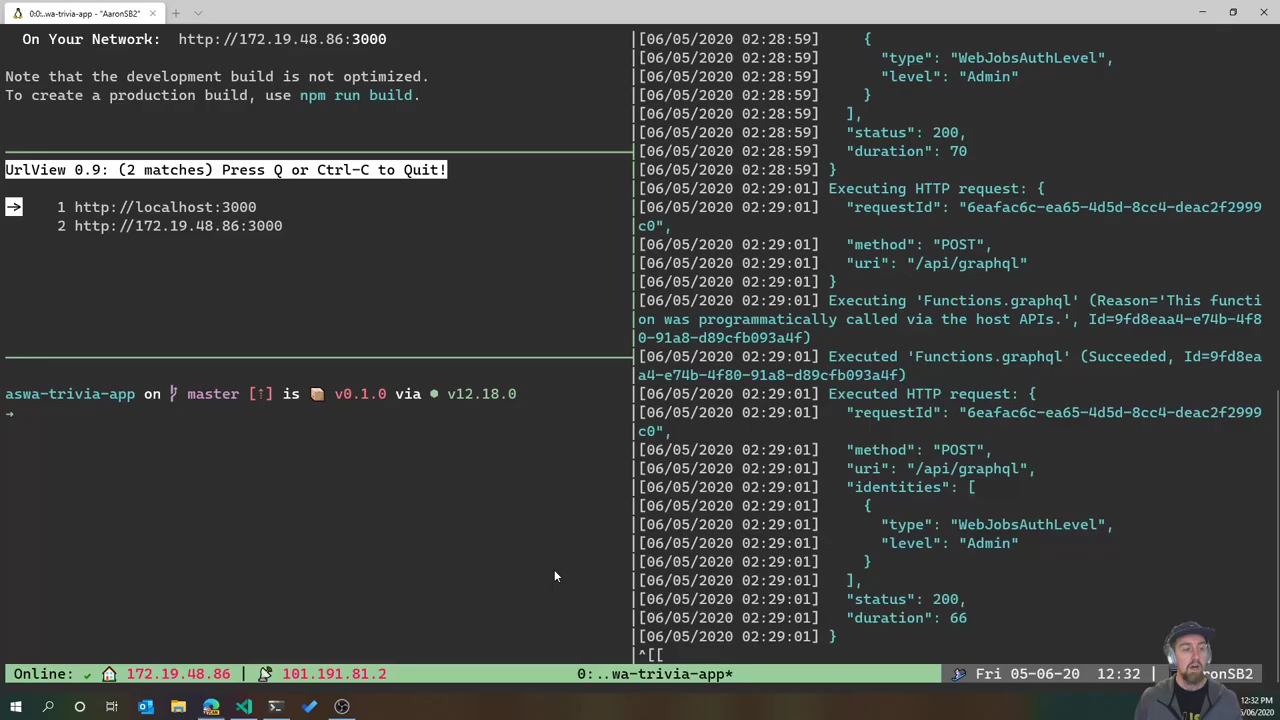 0:0:..wa-trivia-app - "AaronSB2"
On Your Network:  http://172.19.48.86:3000
Note that the development build is not optimized.
To create a production build, use npm run build.
UrlView 0.9: (2 matches) Press Q or Ctrl-C to Quit!
->    1 http://localhost:3000
2 http://172.19.48.86:3000
aswa-trivia-app on master [↑] is v0.1.0 via v12.18.0
→
[06/05/2020 02:28:59]     {
[06/05/2020 02:28:59]       "type": "WebJobsAuthLevel",
[06/05/2020 02:28:59]       "level": "Admin"
[06/05/2020 02:28:59]     }
[06/05/2020 02:28:59]   ],
[06/05/2020 02:28:59]   "status": 200,
[06/05/2020 02:28:59]   "duration": 70
[06/05/2020 02:28:59] }
[06/05/2020 02:29:01] Executing HTTP request: {
[06/05/2020 02:29:01]   "requestId": "6eafac6c-ea65-4d5d-8cc4-deac2f2999
c0",
[06/05/2020 02:29:01]   "method": "POST",
[06/05/2020 02:29:01]   "uri": "/api/graphql"
[06/05/2020 02:29:01] }
[06/05/2020 02:29:01] Executing 'Functions.graphql' (Reason='This functi
on was programmatically called via the host APIs.', Id=9fd8eaa4-e74b-4f8
0-91a8-d89cfb093a4f)
[06/05/2020 02:29:01] Executed 'Functions.graphql' (Succeeded, Id=9fd8ea
a4-e74b-4f80-91a8-d89cfb093a4f)
[06/05/2020 02:29:01] Executed HTTP request: {
[06/05/2020 02:29:01]   "requestId": "6eafac6c-ea65-4d5d-8cc4-deac2f2999
c0",
[06/05/2020 02:29:01]   "method": "POST",
[06/05/2020 02:29:01]   "uri": "/api/graphql",
[06/05/2020 02:29:01]   "identities": [
[06/05/2020 02:29:01]     {
[06/05/2020 02:29:01]       "type": "WebJobsAuthLevel",
[06/05/2020 02:29:01]       "level": "Admin"
[06/05/2020 02:29:01]     }
[06/05/2020 02:29:01]   ],
[06/05/2020 02:29:01]   "status": 200,
[06/05/2020 02:29:01]   "duration": 66
[06/05/2020 02:29:01] }
^[[
Online: ✓ 172.19.48.86 | 101.191.81.2 0:..wa-trivia-app* Fri 05-06-20 12:32 | AaronSB2
12:32 PM